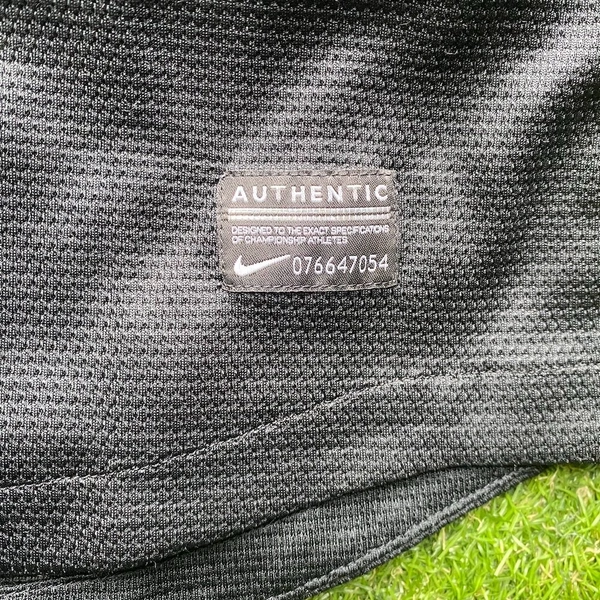 AUTHENTIC
DESIGNED TO THE EXACT SPECIFICATIONS
OF CHAMPIONSHIP ATHLETES
076647054